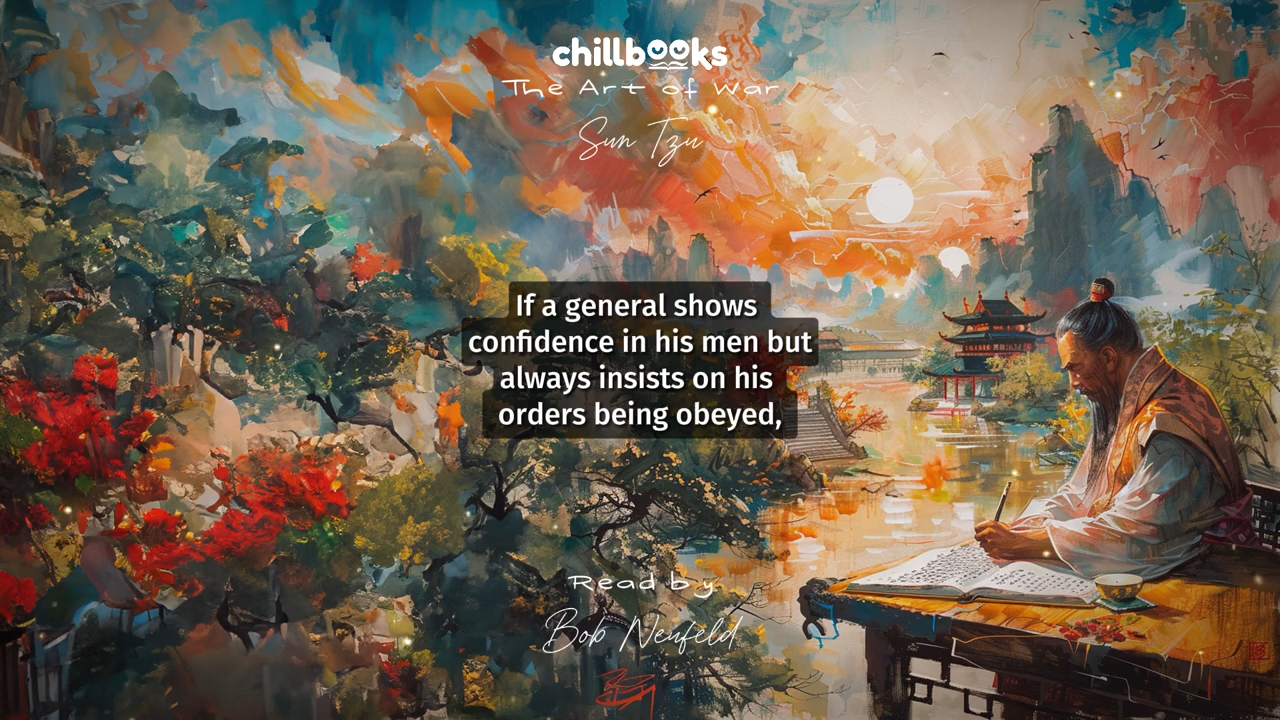 chillbooks
The Art of War
Sun Tzu
If a general shows
confidence in his men but
always insists on his
orders being obeyed,
Read by
Bob Neufeld